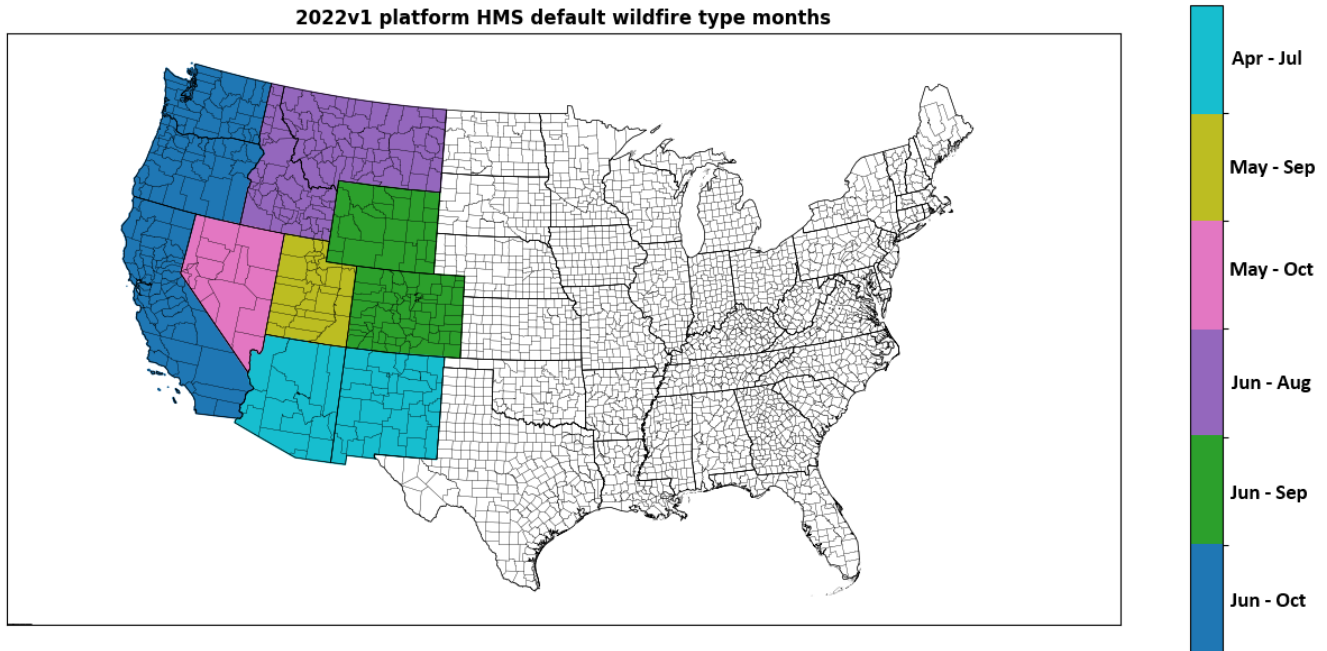 2022v1 platform HMS default wildfire type months
Apr - Jul
May - Sep
May - Oct
Jun - Aug
Jun - Sep
Jun - Oct